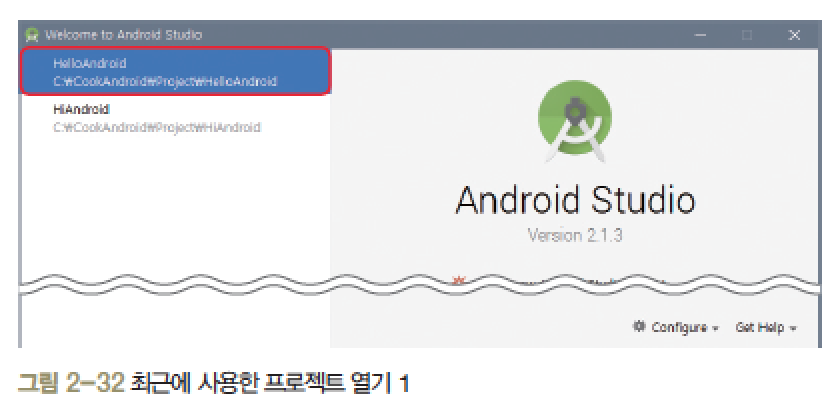 Welcome to Android Studio
HelloAndroid
C:₩CookAndroid₩Project₩HelloAndroid
HiAndroid
C:₩CookAndroid₩Project₩HiAndroid
Android Studio
Version 2.1.3
Configure
Get Help
그림 2-32 최근에 사용한 프로젝트 열기 1